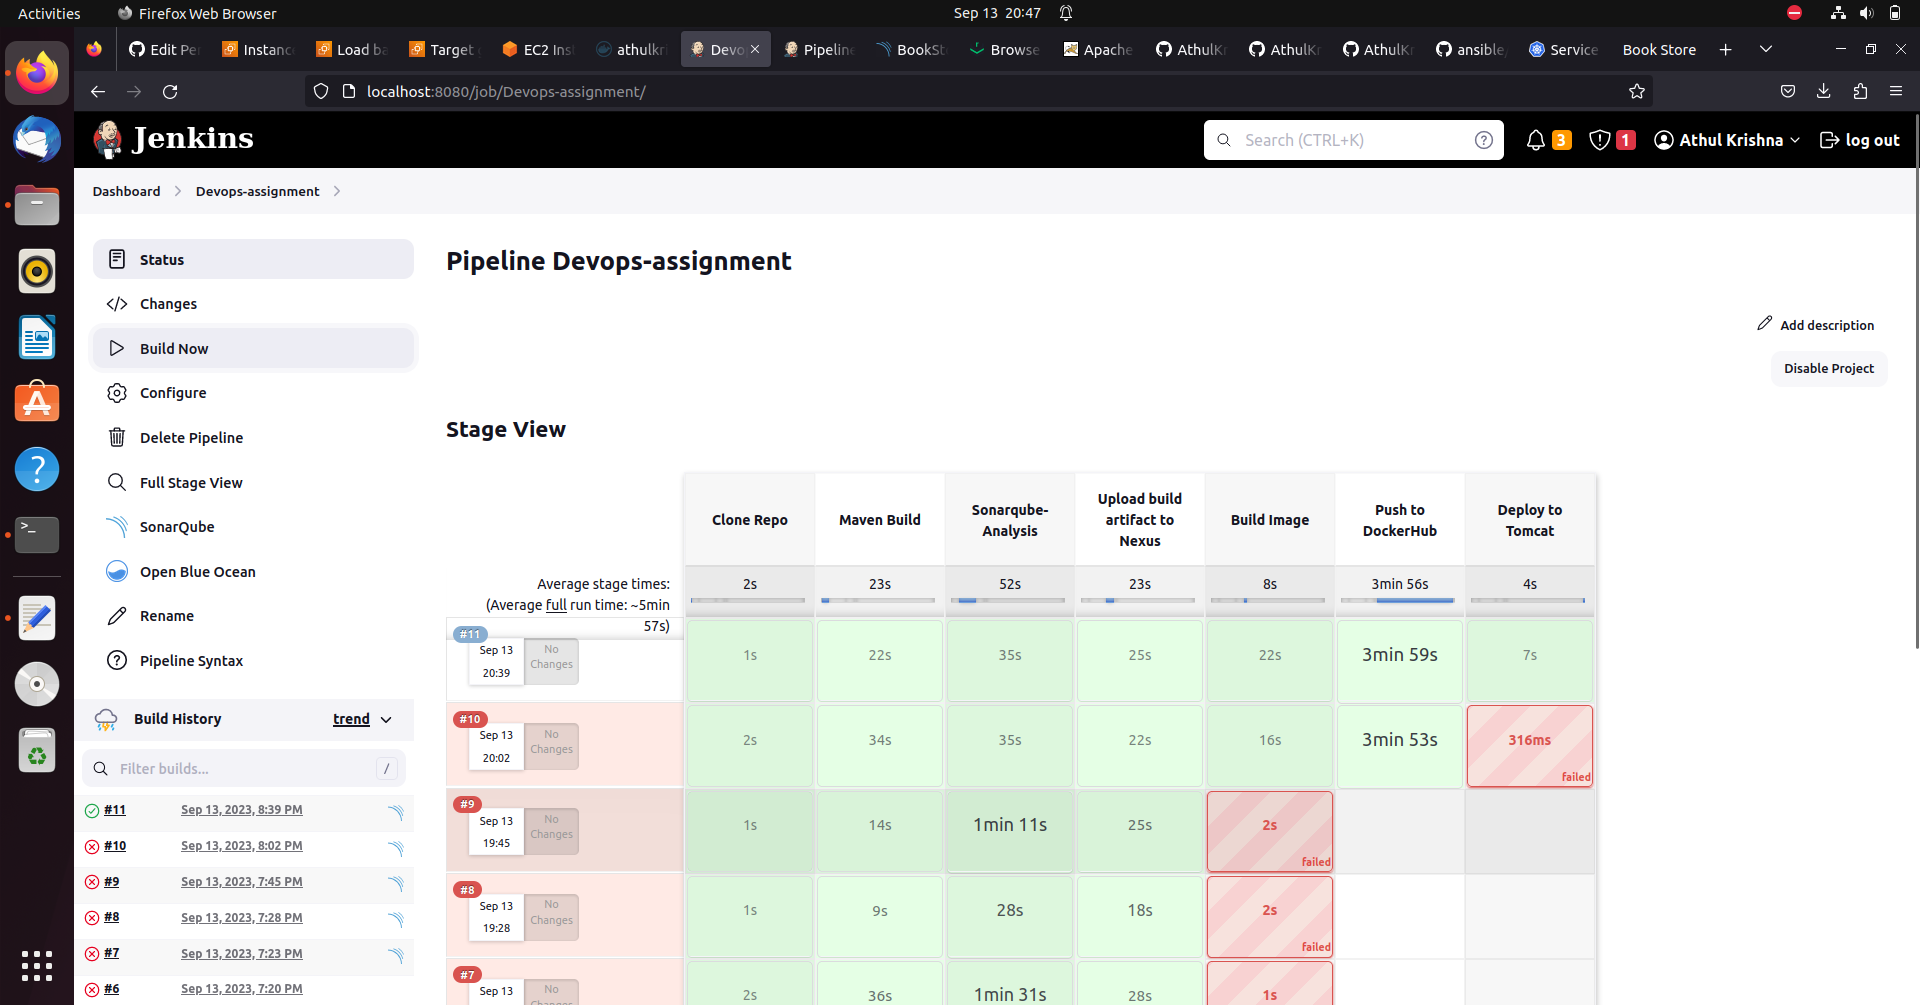 Activities
Firefox Web Browser
Sep 13 20:47
Edit Pe
Instanc
Load ba
Target
EC2 Ins
athulkri
Devo
Pipeline
BookSt
Browse
Apache
AthulKr
AthulKr
AthulKr
ansible
Service
Book Store
localhost:8080/job/Devops-assignment/
Jenkins
Search (CTRL+K)
3
1
Athul Krishna
log out
Dashboard
Devops-assignment
Status
Changes
Build Now
Configure
Delete Pipeline
Full Stage View
SonarQube
Open Blue Ocean
Rename
Pipeline Syntax
Build History
trend
Filter builds...
/
#11 Sep 13, 2023, 8:39 PM
#10 Sep 13, 2023, 8:02 PM
#9 Sep 13, 2023, 7:45 PM
#8 Sep 13, 2023, 7:28 PM
#7 Sep 13, 2023, 7:23 PM
#6 Sep 13, 2023, 7:20 PM
Pipeline Devops-assignment
Add description
Disable Project
Stage View
Clone Repo
Maven Build
Sonarqube-
Analysis
Upload build
artifact to
Nexus
Build Image
Push to
DockerHub
Deploy to
Tomcat
Average stage times:
(Average full run time: ~5min
57s)
2s
23s
52s
23s
8s
3min 56s
4s
#11
Sep 13
20:39
No
Changes
1s
22s
35s
25s
22s
3min 59s
7s
#10
Sep 13
20:02
No
Changes
2s
34s
35s
22s
16s
3min 53s
316ms
failed
#9
Sep 13
19:45
No
Changes
1s
14s
1min 11s
25s
2s
failed
#8
Sep 13
19:28
No
Changes
1s
9s
28s
18s
2s
failed
#7
Sep 13
No
Changes
2s
36s
1min 31s
28s
1s